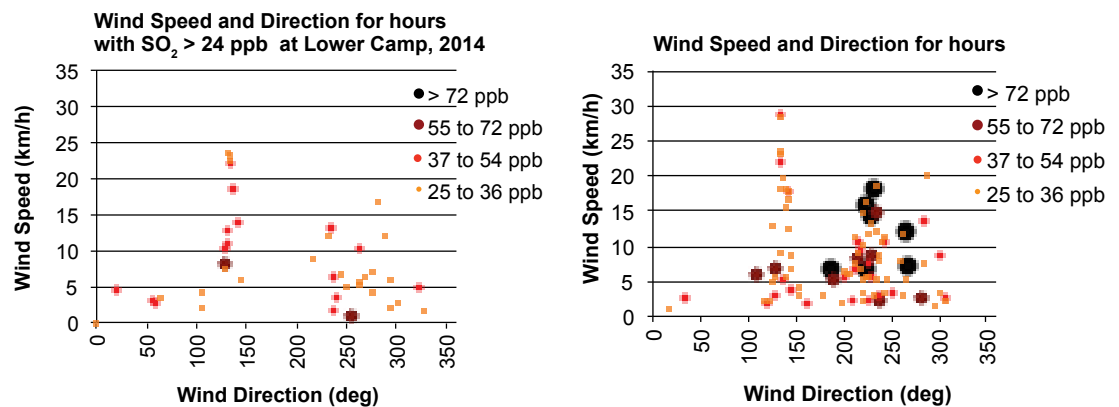 Wind Speed and Direction for hours
with SO2 > 24 ppb at Lower Camp, 2014
35
30
25
20
15
10
5
0
Wind Speed (km/h)
0
50
100
150
200
250
300
350
Wind Direction (deg)
> 72 ppb
55 to 72 ppb
37 to 54 ppb
25 to 36 ppb
Wind Speed and Direction for hours
35
30
25
20
15
10
5
0
Wind Speed (km/h)
0
50
100
150
200
250
300
350
Wind Direction (deg)
> 72 ppb
55 to 72 ppb
37 to 54 ppb
25 to 36 ppb